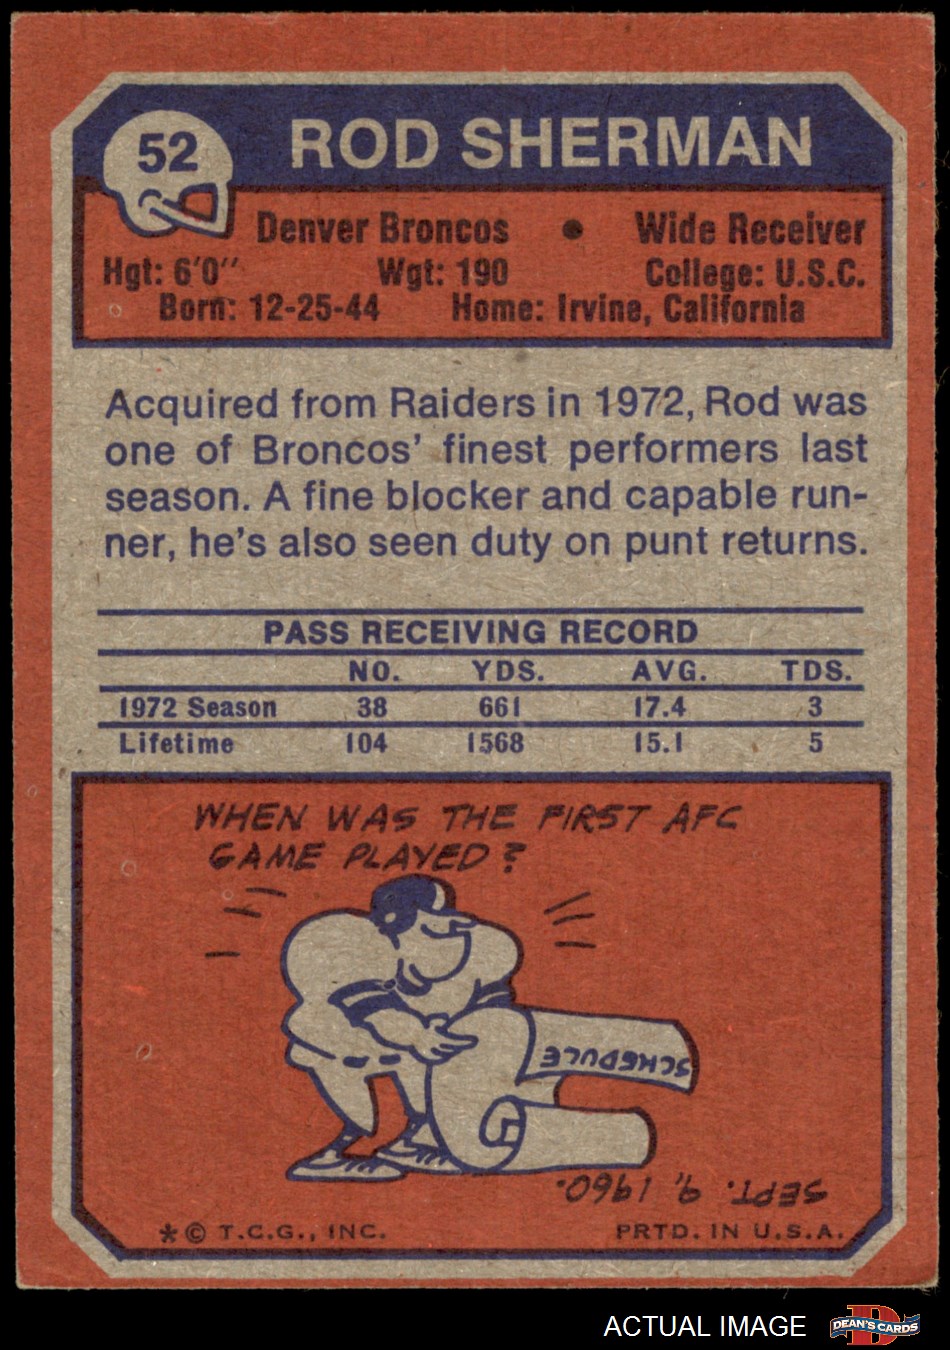 52
ROD SHERMAN
Denver Broncos • Wide Receiver
Hgt: 6'0'' Wgt: 190 College: U.S.C.
Born: 12-25-44 Home: Irvine, California
Acquired from Raiders in 1972, Rod was
one of Broncos' finest performers last
season. A fine blocker and capable run-
ner, he's also seen duty on punt returns.
PASS RECEIVING RECORD
NO. YDS. AVG. TDS.
1972 Season 38 661 17.4 3
Lifetime 104 1568 15.1 5
WHEN WAS THE FIRST AFC
GAME PLAYED?
SCHEDULE
SEPT. 9, 1960.
*© T.C.G., INC. PRTD. IN U.S.A.
ACTUAL IMAGE
D
DEAN'S CARDS